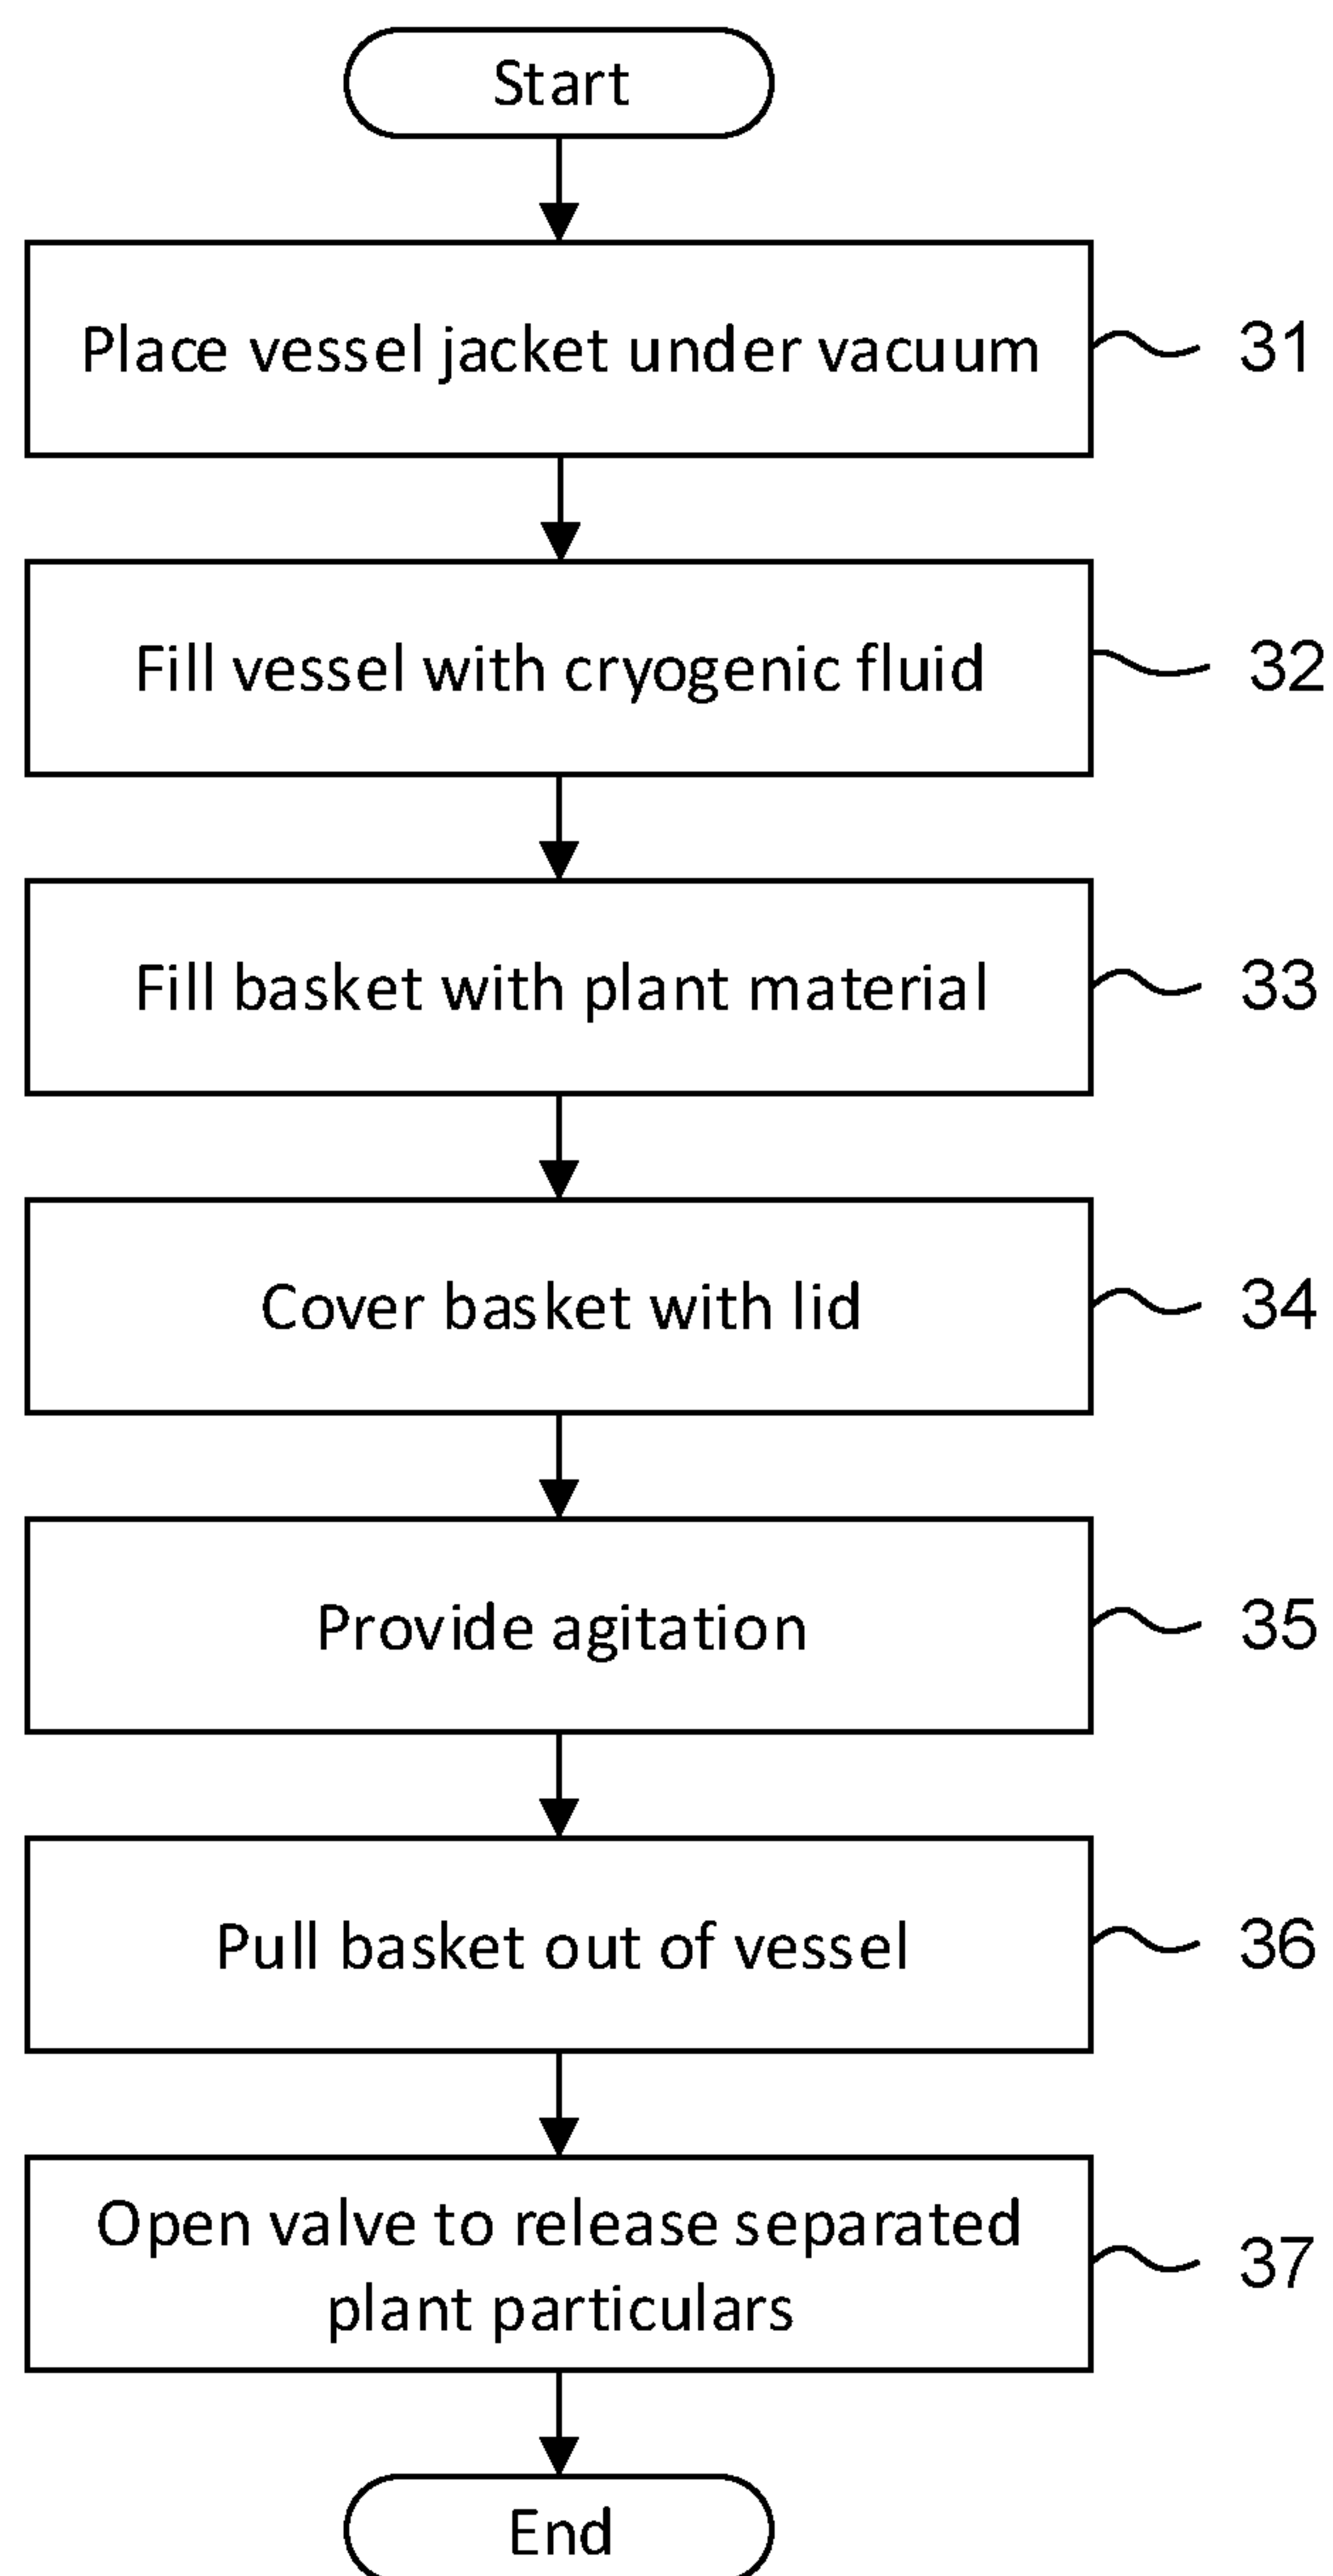 Start
Place vessel jacket under vacuum
31
Fill vessel with cryogenic fluid
32
Fill basket with plant material
33
Cover basket with lid
34
Provide agitation
35
Pull basket out of vessel
36
Open valve to release separated
plant particulars
37
End